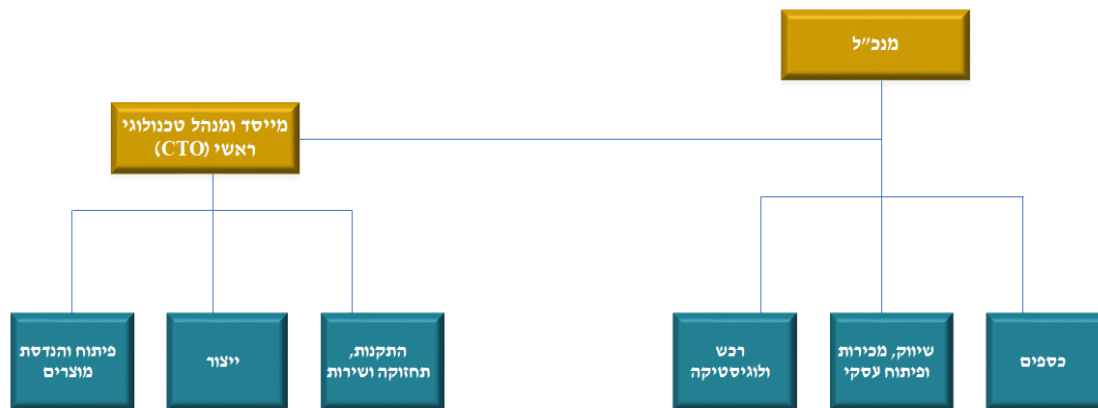 מנכ״ל
מייסד ומנהל טכנולוגי
ראשי (CTO)
כספים
שיווק, מכירות
ופיתוח עסקי
רכש
ולוגיסטיקה
התקנות,
תחזוקה ושירות
ייצור
פיתוח והנדסת
מוצרים